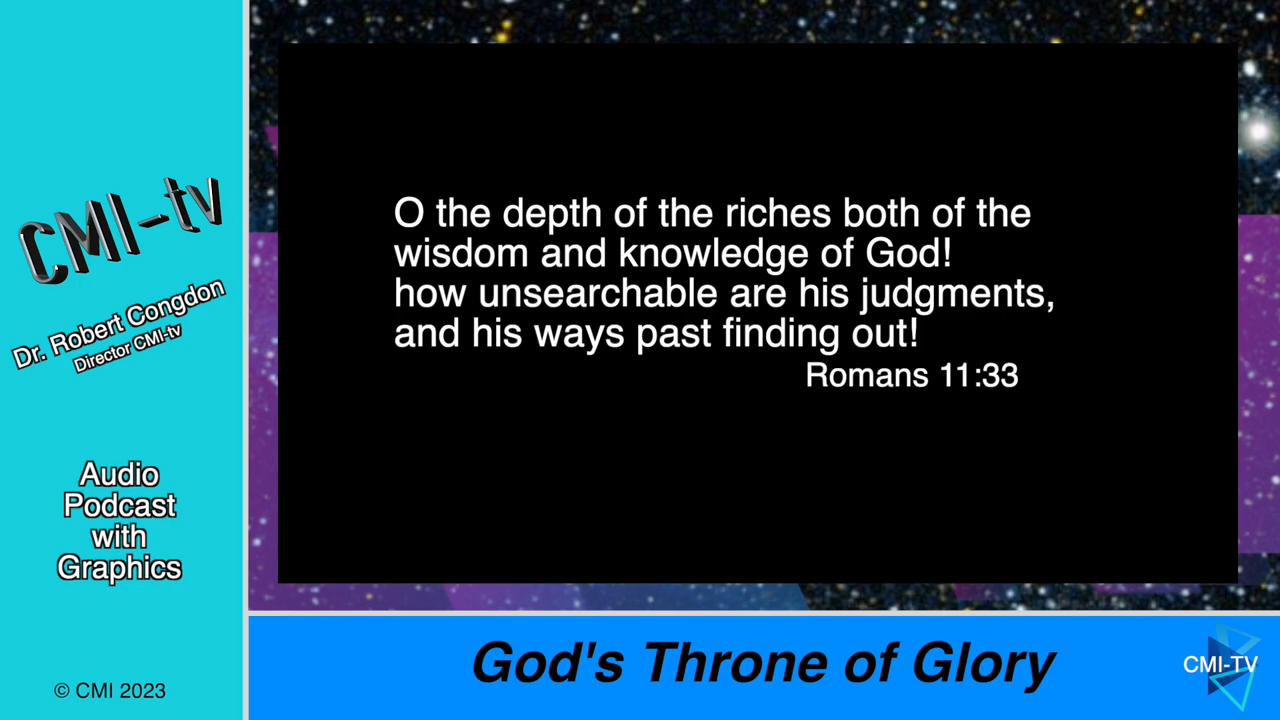 CMI-tv
Dr. Robert Congdon
Director CMI-tv
Audio
Podcast
with
Graphics
© CMI 2023
O the depth of the riches both of the
wisdom and knowledge of God!
how unsearchable are his judgments,
and his ways past finding out!
Romans 11:33
God's Throne of Glory
CMI-TV